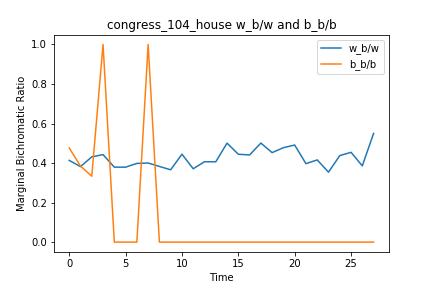 congress_104_house w_b/w and b_b/b
w_b/w
b_b/b
Marginal Bichromatic Ratio
1.0
0.8
0.6
0.4
0.2
0.0
0 5 10 15 20 25
Time